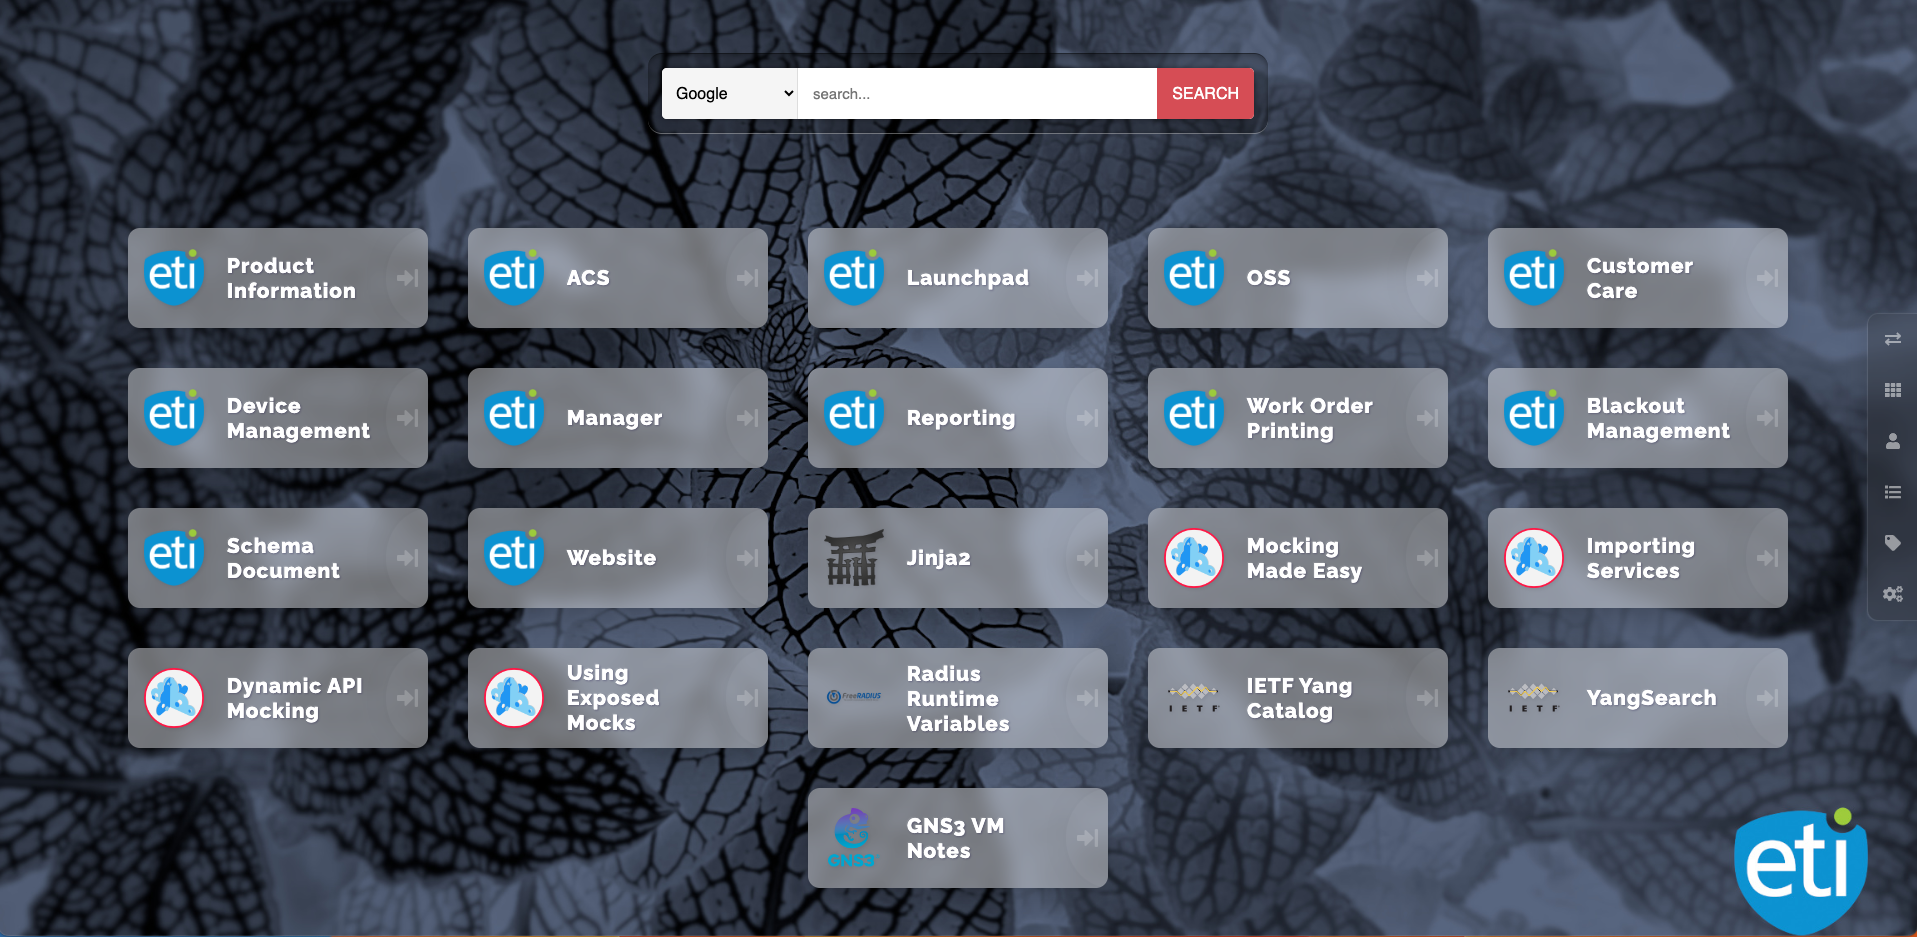 Google
search...
SEARCH
eti
Product
Information
eti
ACS
eti
Launchpad
eti
OSS
eti
Customer
Care
eti
Device
Management
eti
Manager
eti
Reporting
eti
Work Order
Printing
eti
Blackout
Management
eti
Schema
Document
eti
Website
Jinja2
Mocking
Made Easy
Importing
Services
Dynamic API
Mocking
Using
Exposed
Mocks
FreeRADIUS
Radius
Runtime
Variables
IETF
IETF Yang
Catalog
IETF
YangSearch
GNS3
GNS3 VM
Notes
eti